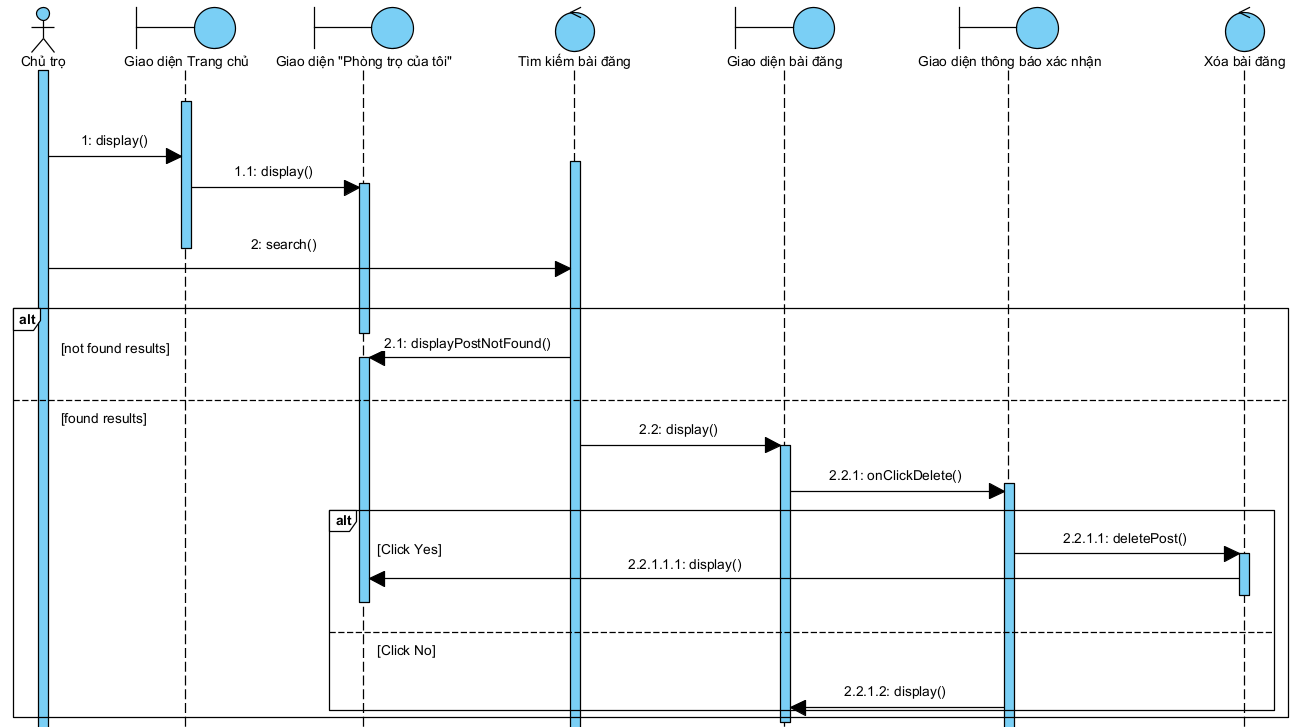 Chủ trợ
Giao diện Trang chủ
Giao diện "Phòng trọ của tôi"
Tìm kiếm bài đăng
Giao diện bài đăng
Giao diện thông báo xác nhận
Xóa bài đăng
1: display()
1.1: display()
2: search()
alt
[not found results]
2.1: displayPostNotFound()
[found results]
2.2: display()
2.2.1: onClickDelete()
alt
[Click Yes]
2.2.1.1: deletePost()
2.2.1.1.1: display()
[Click No]
2.2.1.2: display()